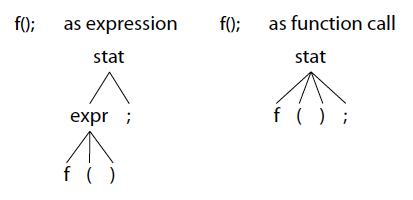 f(); as expression f(); as function call
stat stat
expr ; f ( ) ;
f ( )